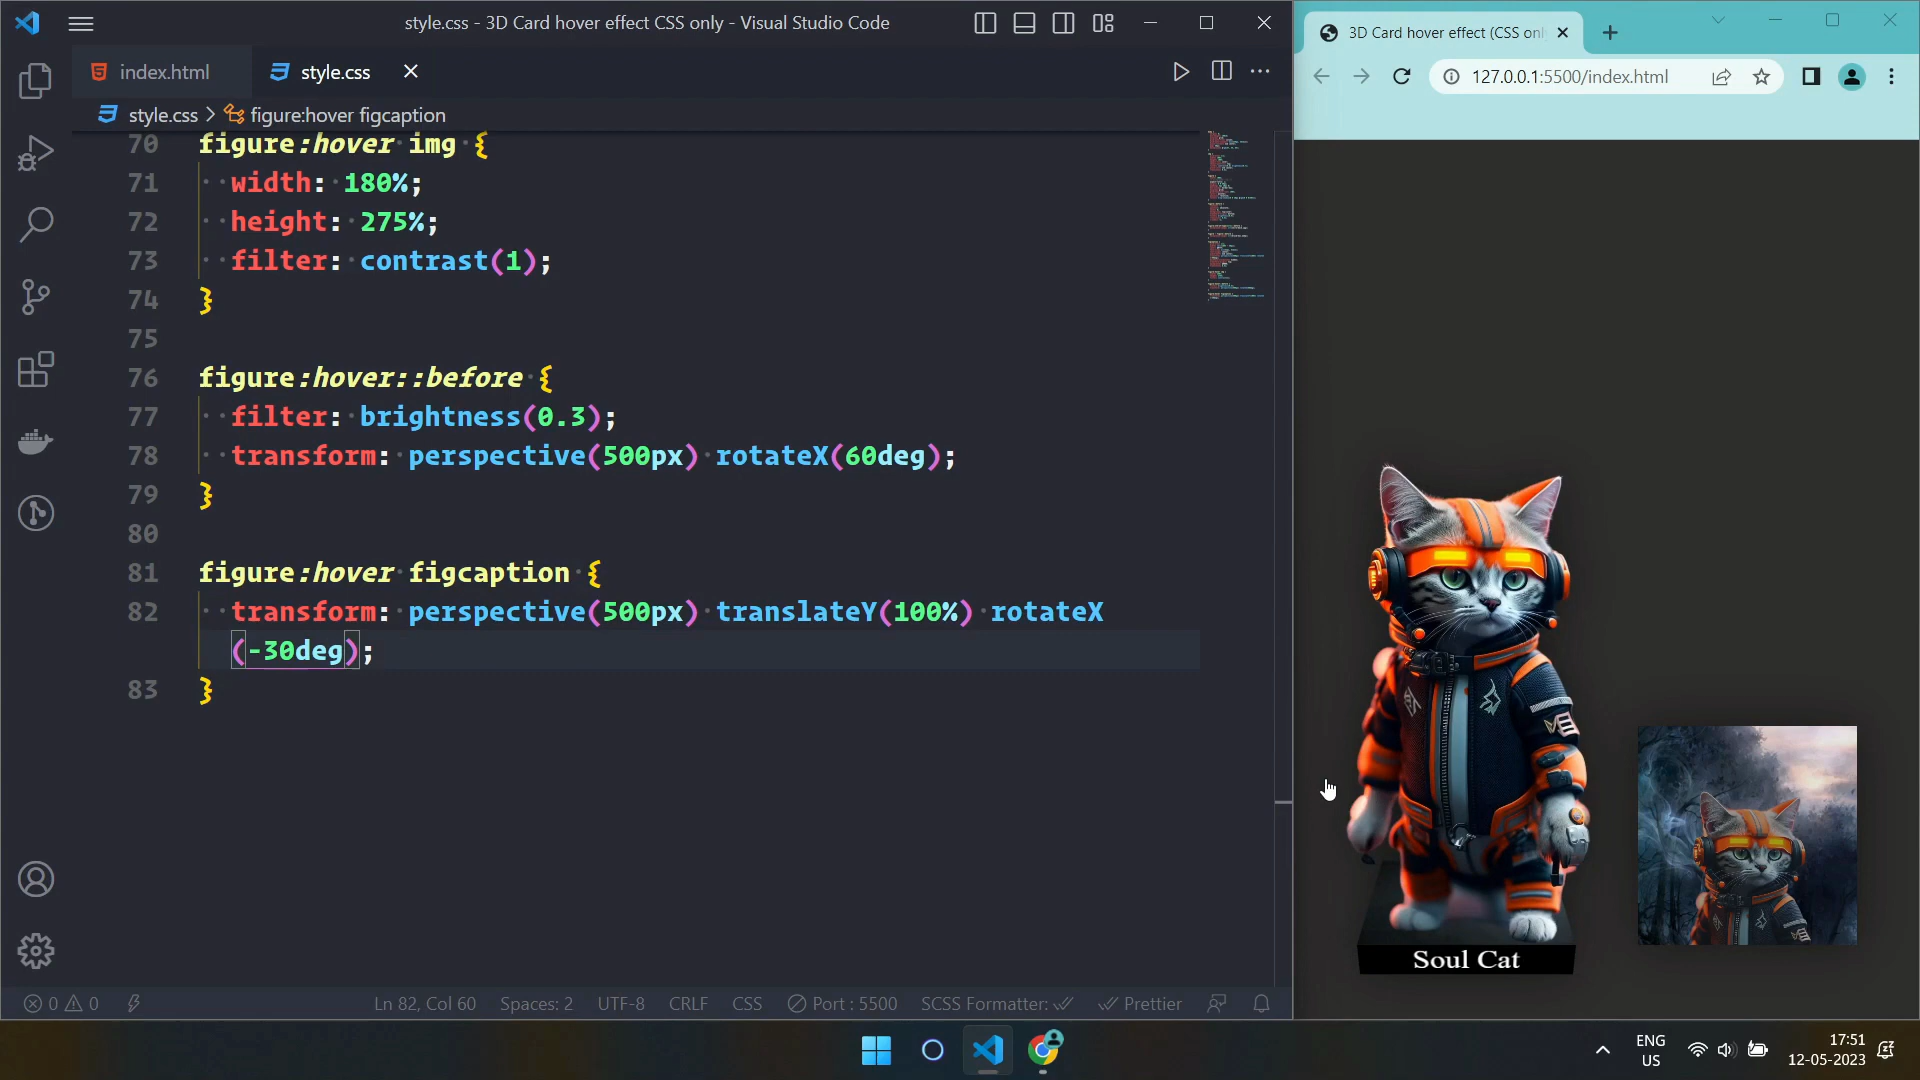 style.css - 3D Card hover effect CSS only - Visual Studio Code
index.html
style.css
style.css > figure:hover figcaption
70 figure:hover img {
71 width: 180%;
72 height: 275%;
73 filter: contrast(1);
74 }
75
76 figure:hover::before {
77 filter: brightness(0.3);
78 transform: perspective(500px) rotateX(60deg);
79 }
80
81 figure:hover figcaption {
82 transform: perspective(500px) translateY(100%) rotateX
(-30deg);
83 }
0 0
Ln 82, Col 60
Spaces: 2
UTF-8
CRLF
CSS
Port : 5500
SCSS Formatter:
Prettier
3D Card hover effect (CSS onl
127.0.0.1:5500/index.html
Soul Cat
ENG
US
17:51
12-05-2023